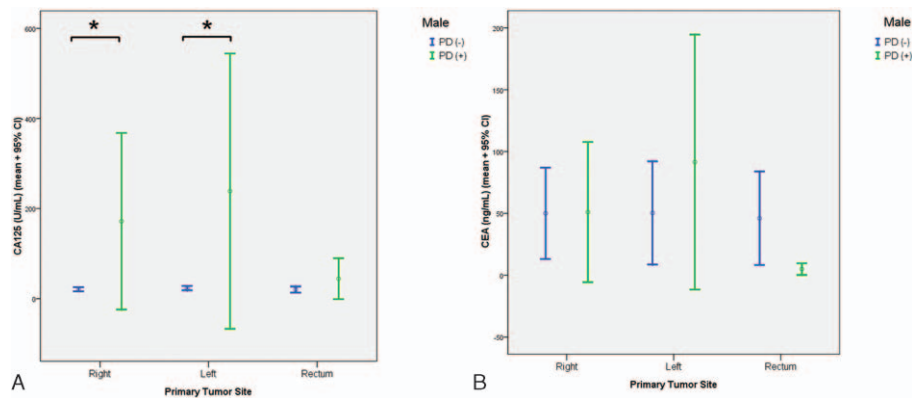 Male
PD (-)
PD (+)
* *
600
400
200
0
CA125 (U/mL) (mean + 95% CI)
Right Left Rectum
Primary Tumor Site
A
Male
PD (-)
PD (+)
200
150
100
50
0
-50
CEA (ng/mL) (mean + 95% CI)
Right Left Rectum
Primary Tumor Site
B